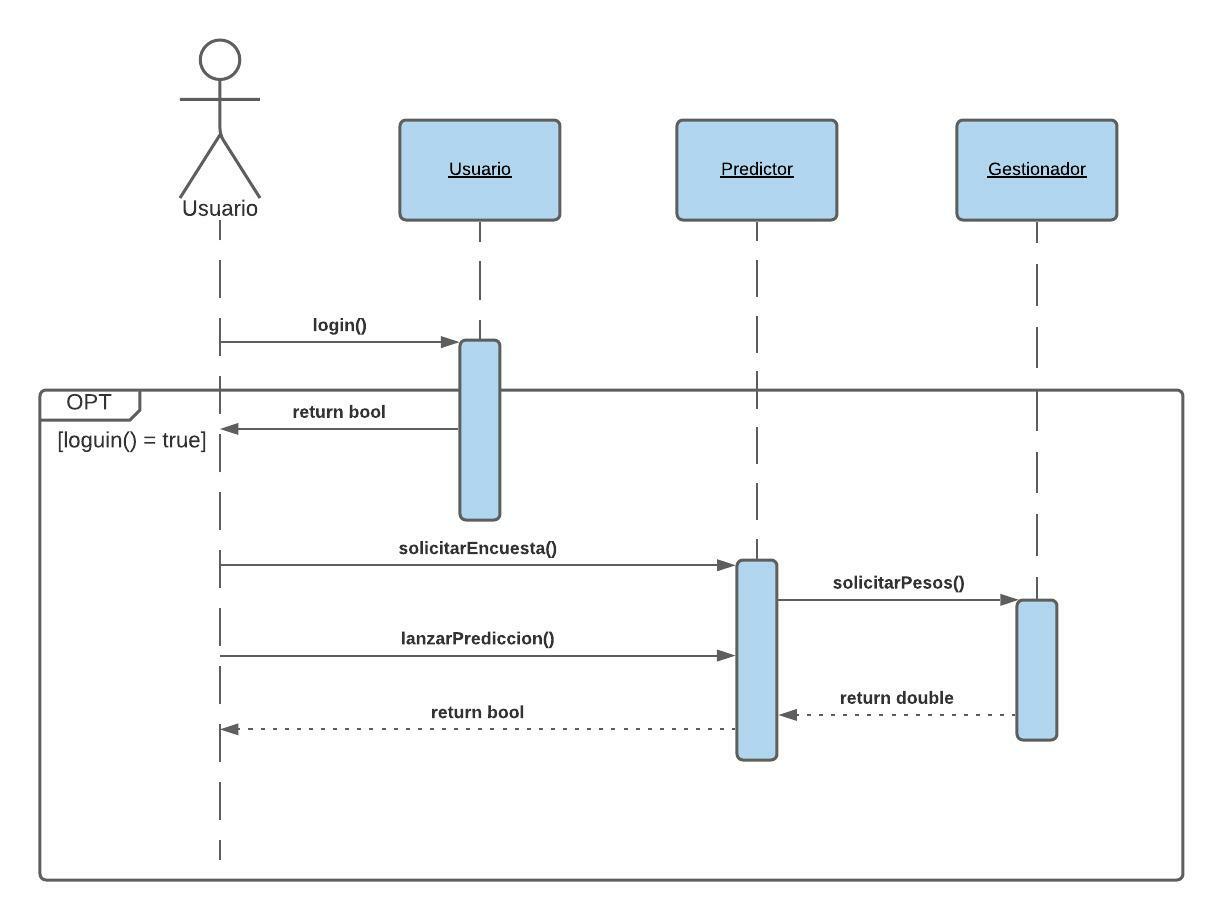 Usuario
Usuario
Predictor
Gestionador
login()
OPT
return bool
[loguin() = true]
solicitarEncuesta()
solicitarPesos()
lanzarPrediccion()
return double
return bool